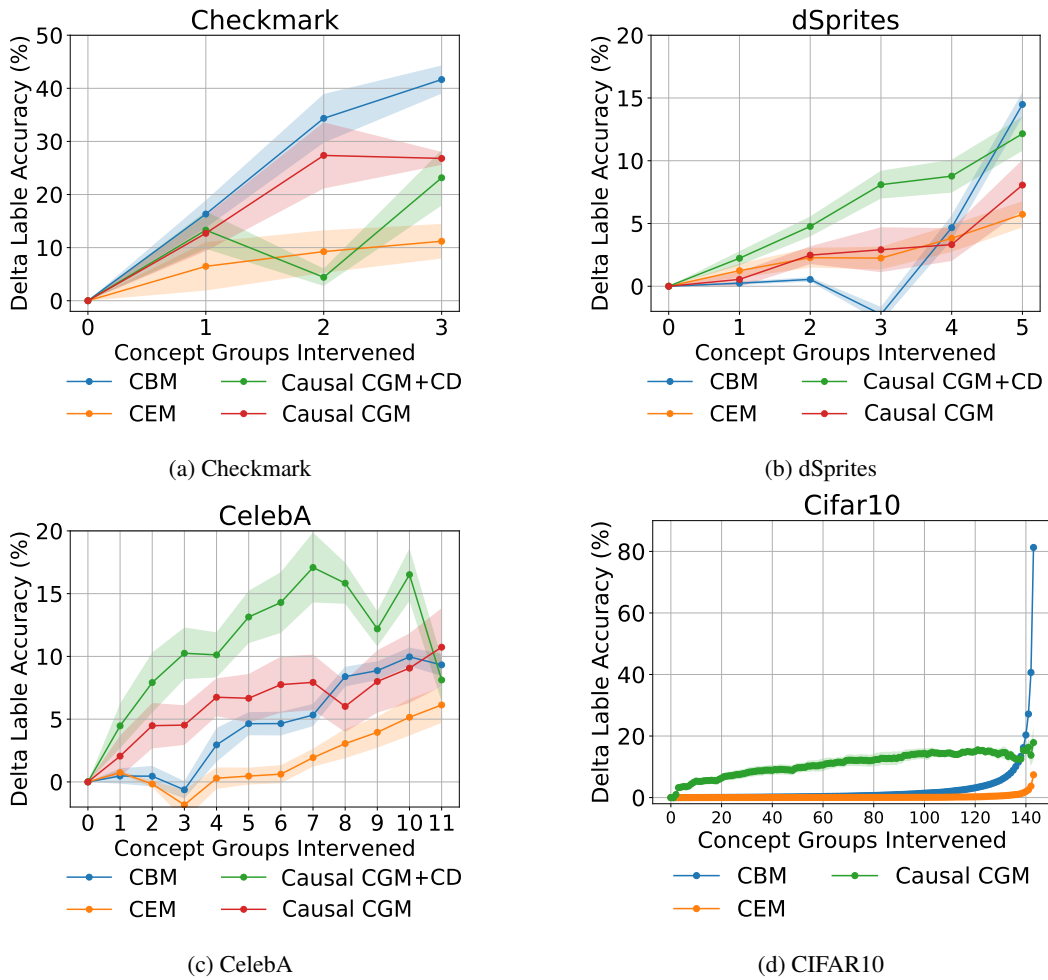 Checkmark
Delta Lable Accuracy (%)
50
40
30
20
10
0
0 1 2 3
Concept Groups Intervened
CBM Causal CGM+CD
CEM Causal CGM
(a) Checkmark
dSprites
Delta Lable Accuracy (%)
20
15
10
5
0
0 1 2 3 4 5
Concept Groups Intervened
CBM Causal CGM+CD
CEM Causal CGM
(b) dSprites
CelebA
Delta Lable Accuracy (%)
20
15
10
5
0
0 1 2 3 4 5 6 7 8 9 10 11
Concept Groups Intervened
CBM Causal CGM+CD
CEM Causal CGM
(c) CelebA
Cifar10
Delta Lable Accuracy (%)
80
60
40
20
0
0 20 40 60 80 100 120 140
Concept Groups Intervened
CBM Causal CGM
CEM
(d) CIFAR10